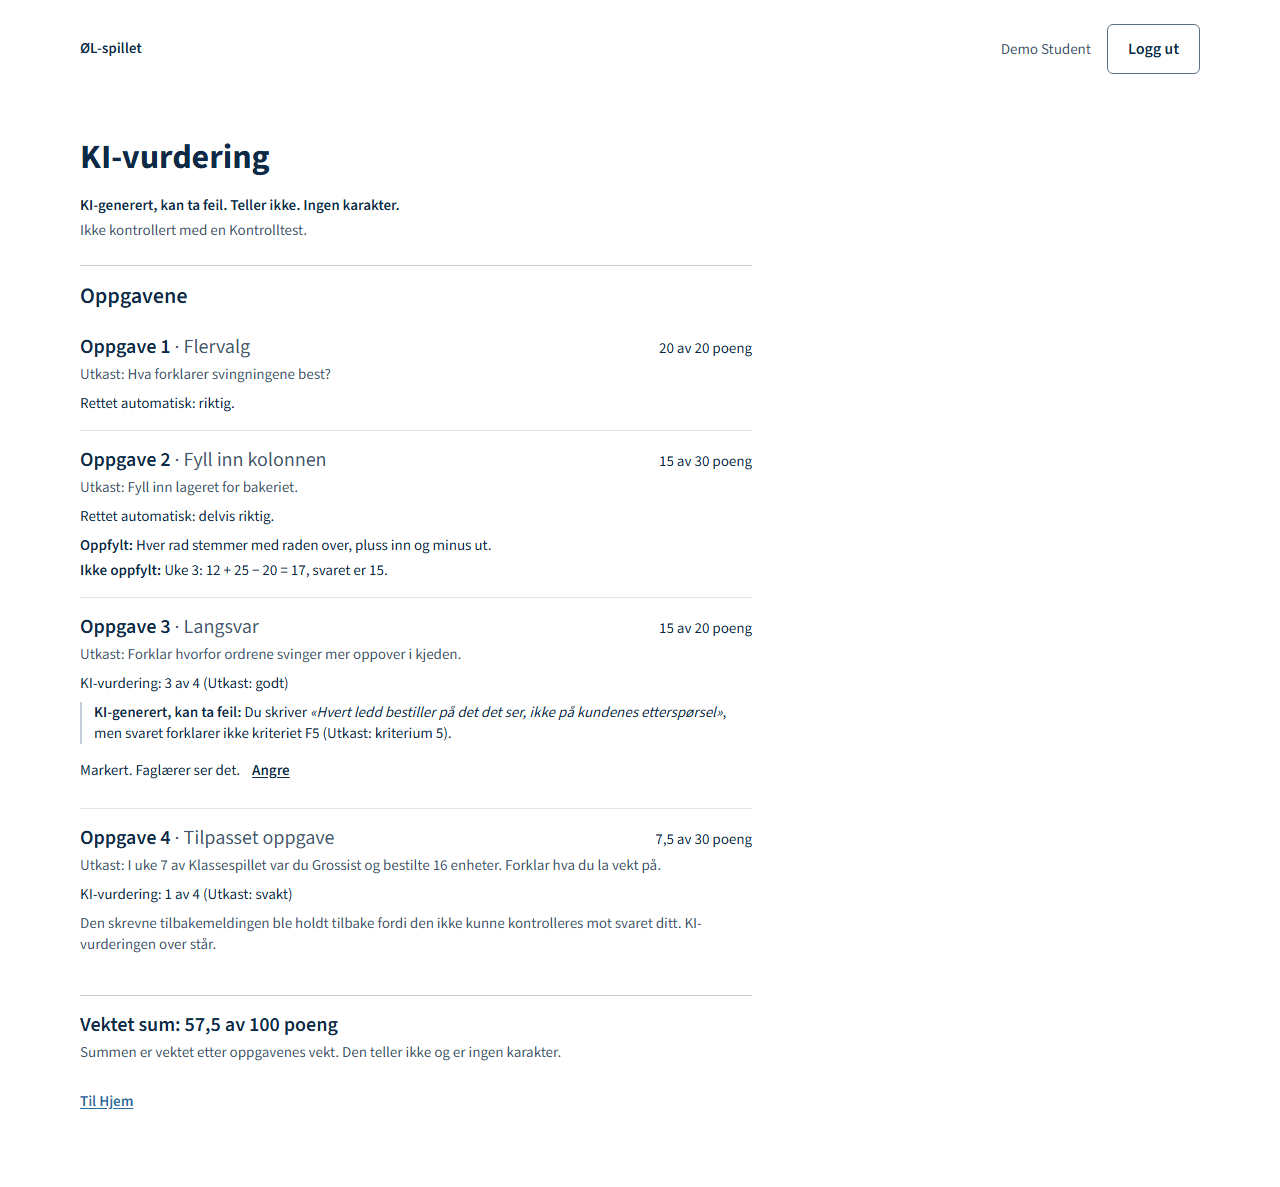 ØL-spillet
Demo Student
Logg ut
KI-vurdering
KI-generert, kan ta feil. Teller ikke. Ingen karakter.
Ikke kontrollert med en Kontrolltest.
Oppgavene
Oppgave 1 · Flervalg
20 av 20 poeng
Utkast: Hva forklarer svingningene best?
Rettet automatisk: riktig.
Oppgave 2 · Fyll inn kolonnen
15 av 30 poeng
Utkast: Fyll inn lageret for bakeriet.
Rettet automatisk: delvis riktig.
Oppfylt: Hver rad stemmer med raden over, pluss inn og minus ut.
Ikke oppfylt: Uke 3: 12 + 25 − 20 = 17, svaret er 15.
Oppgave 3 · Langsvar
15 av 20 poeng
Utkast: Forklar hvorfor ordrene svinger mer oppover i kjeden.
KI-vurdering: 3 av 4 (Utkast: godt)
KI-generert, kan ta feil: Du skriver «Hvert ledd bestiller på det det ser, ikke på kundenes etterspørsel»,
men svaret forklarer ikke kriteriet F5 (Utkast: kriterium 5).
Markert. Faglærer ser det. Angre
Oppgave 4 · Tilpasset oppgave
7,5 av 30 poeng
Utkast: I uke 7 av Klassespillet var du Grossist og bestilte 16 enheter. Forklar hva du la vekt på.
KI-vurdering: 1 av 4 (Utkast: svakt)
Den skrevne tilbakemeldingen ble holdt tilbake fordi den ikke kunne kontrolleres mot svaret ditt. KI-
vurderingen over står.
Vektet sum: 57,5 av 100 poeng
Summen er vektet etter oppgavenes vekt. Den teller ikke og er ingen karakter.
Til Hjem